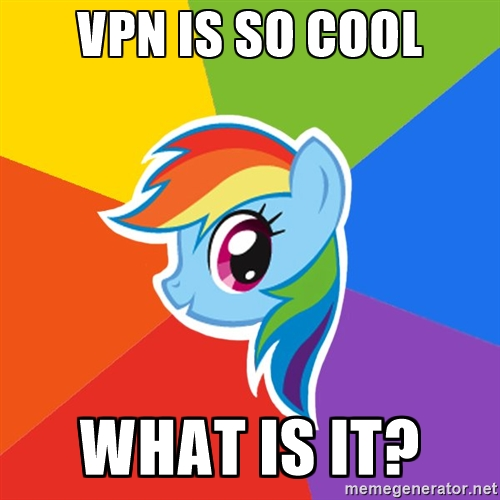 VPN IS SO COOL
WHAT IS IT?
memegenerator.net